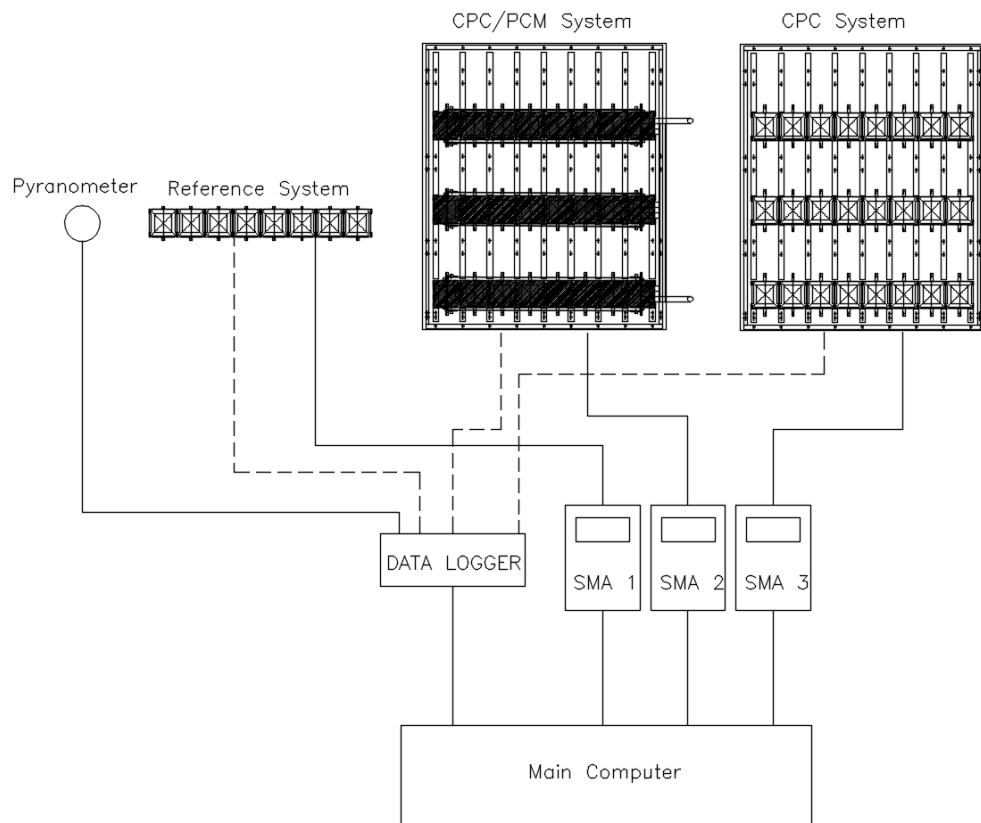 CPC/PCM System
CPC System
Pyranometer
Reference System
DATA LOGGER
SMA 1
SMA 2
SMA 3
Main Computer